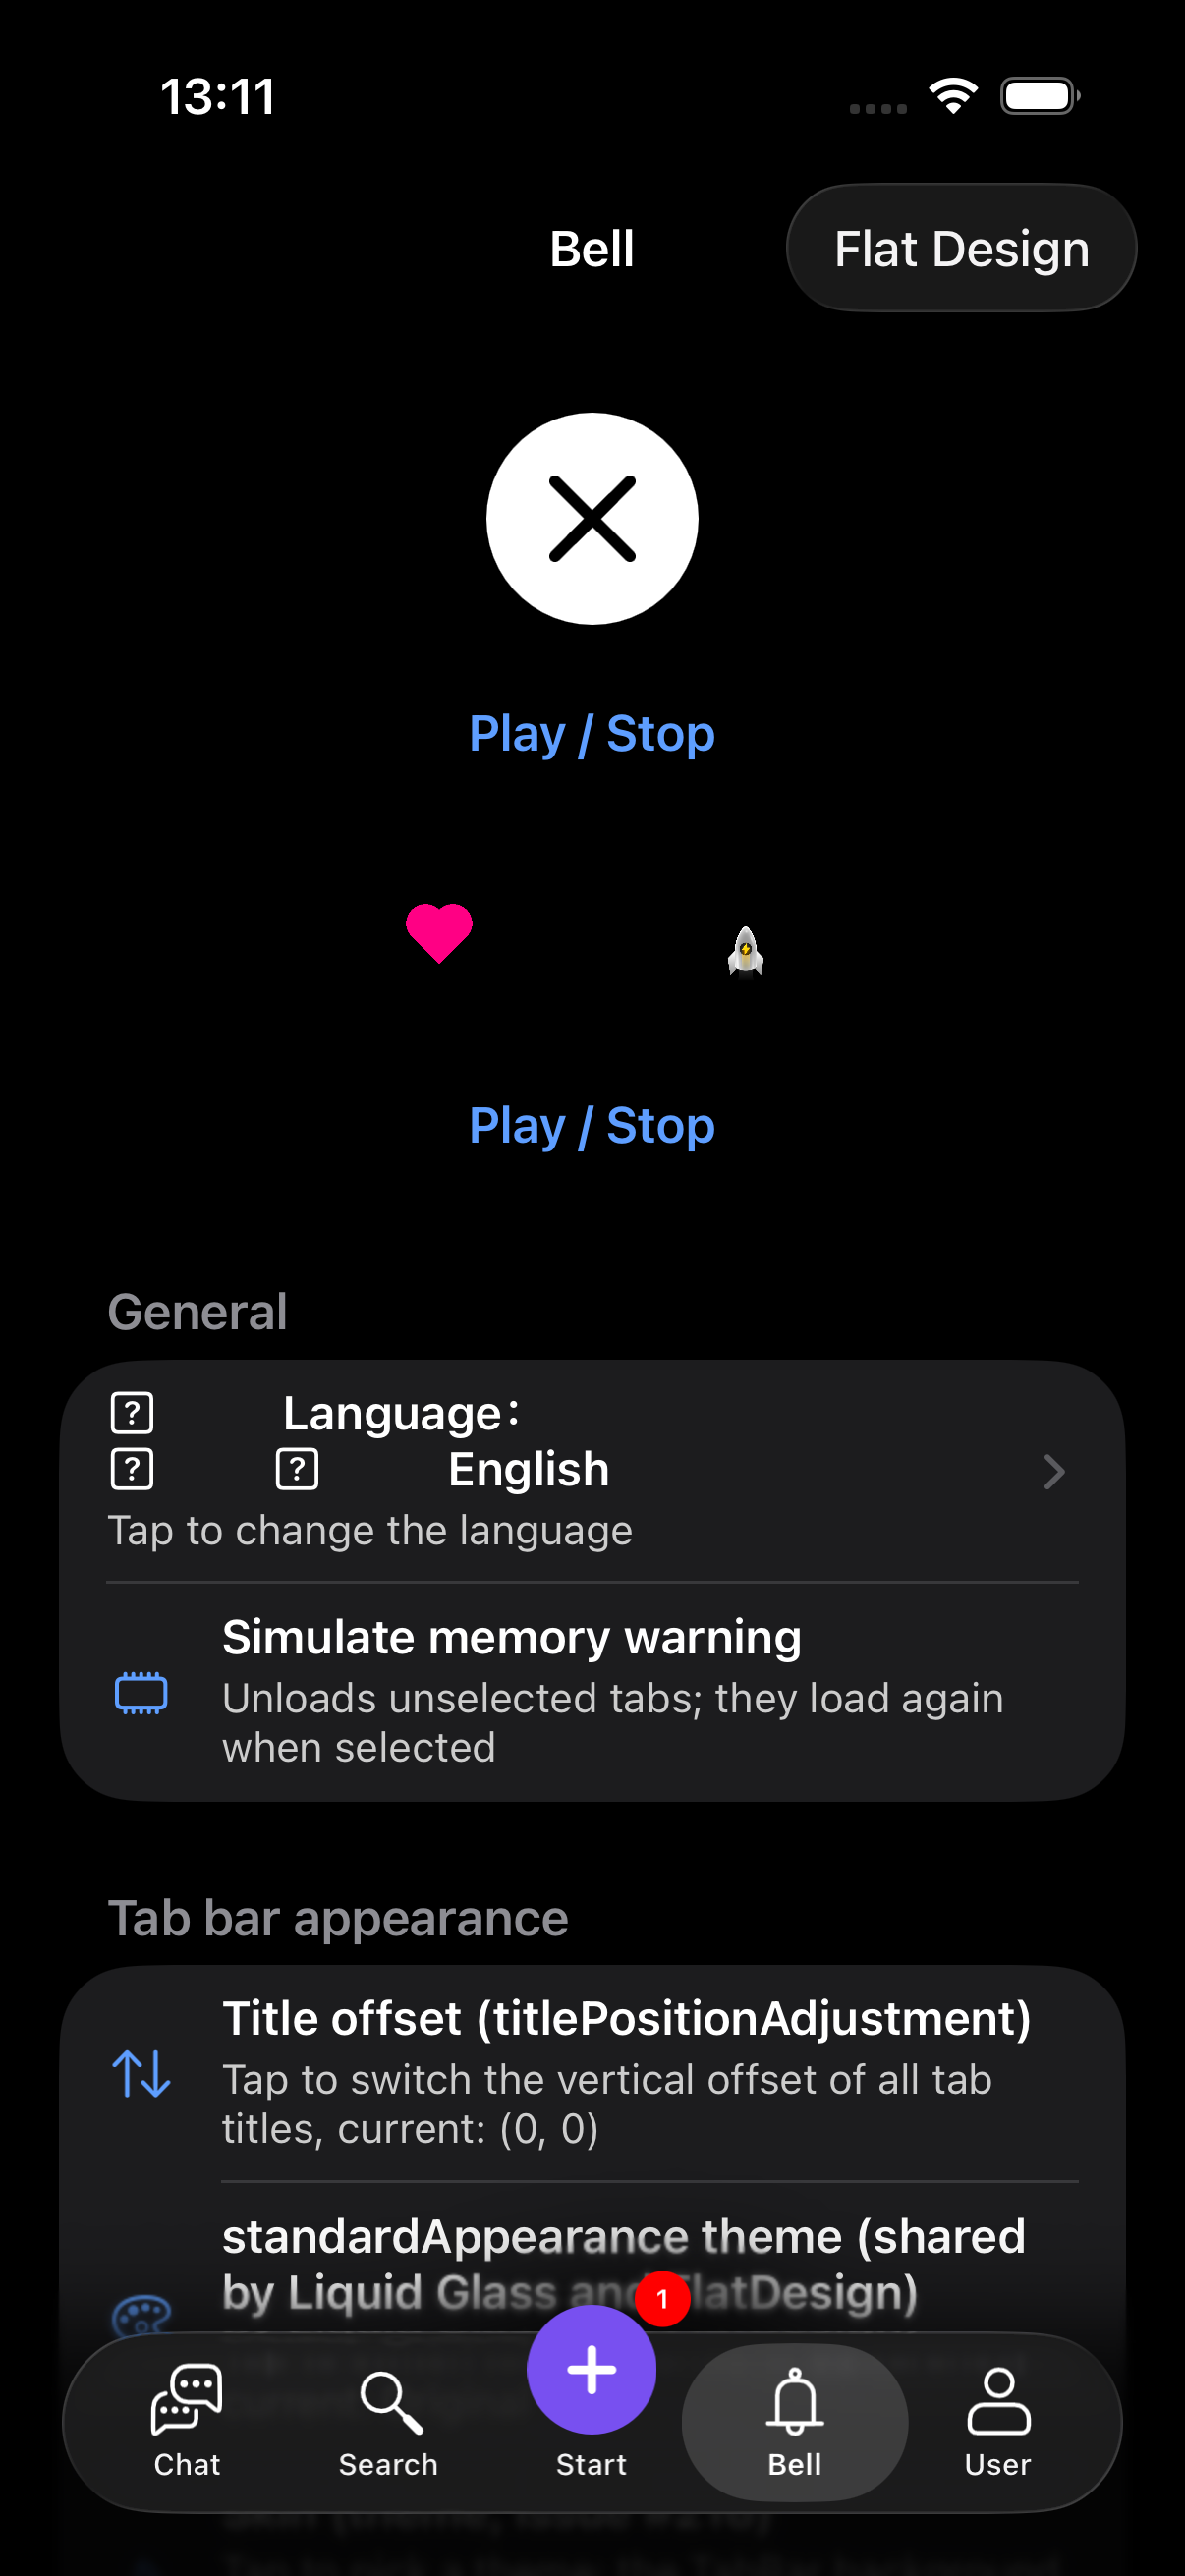 13:11
Bell
Flat Design
Play / Stop
Play / Stop
General
Language:
English
Tap to change the language
Simulate memory warning
Unloads unselected tabs; they load again
when selected
Tab bar appearance
Title offset (titlePositionAdjustment)
Tap to switch the vertical offset of all tab
titles, current: (0, 0)
standardAppearance theme (shared
by Liquid Glass and FlatDesign)
1
Chat
Search
Start
Bell
User